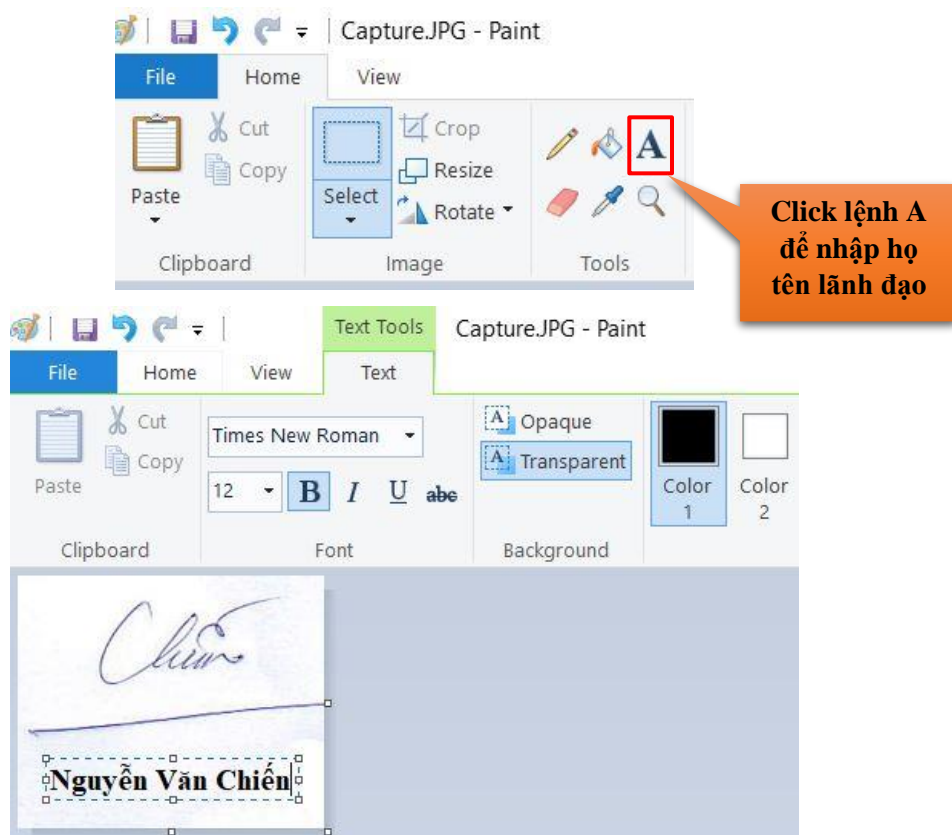 Capture.JPG - Paint
File Home View
Paste
Cut
Copy
Clipboard
Select
Crop
Resize
Rotate
Image
A
Tools
Click lệnh A
để nhập họ
tên lãnh đạo
Text Tools Capture.JPG - Paint
File Home View Text
Paste
Cut
Copy
Clipboard
Times New Roman
12 B I U abc
Font
A Opaque
A Transparent
Background
Color
1
Color
2
Chiến
Nguyễn Văn Chiến